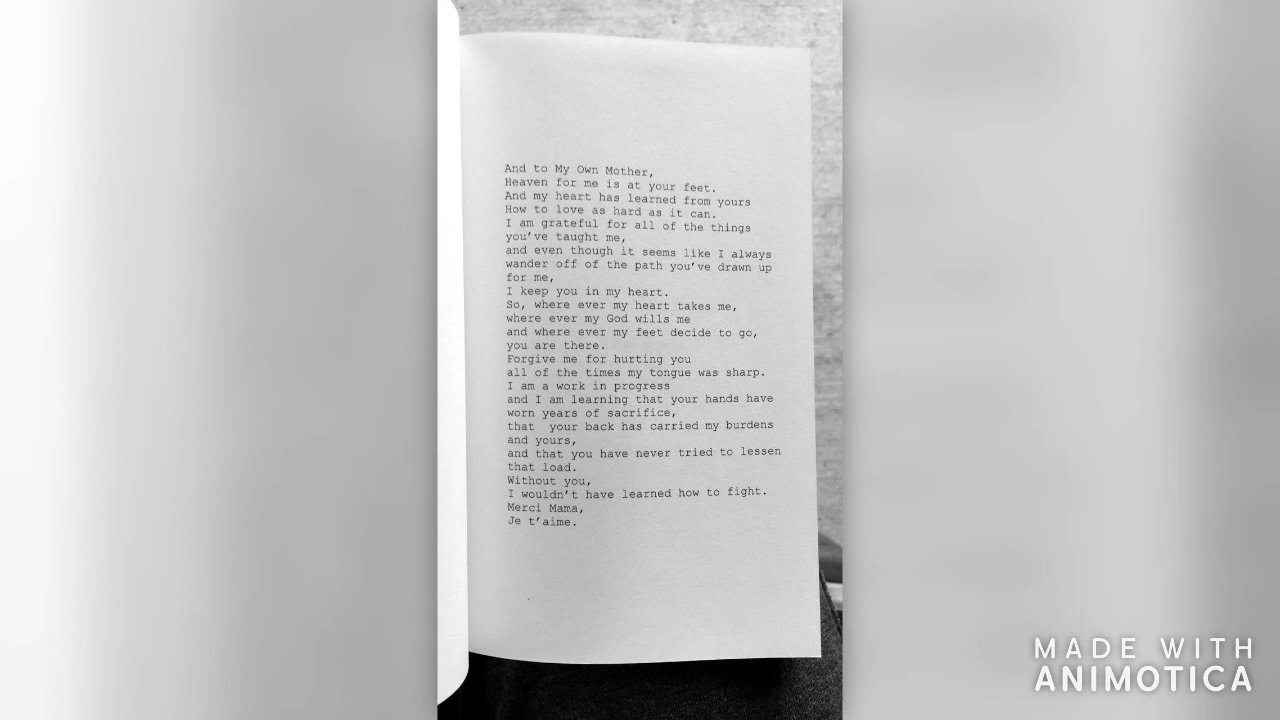 And to My Own Mother,
Heaven for me is at your feet.
And my heart has learned from yours
How to love as hard as it can.
I am grateful for all of the things
you've taught me,
and even though it seems like I always
wander off of the path you've drawn up
for me,
I keep you in my heart.
So, where ever my heart takes me,
where ever my God wills me
and where ever my feet decide to go,
you are there.
Forgive me for hurting you
all of the times my tongue was sharp.
I am a work in progress
and I am learning that your hands have
worn years of sacrifice,
that  your back has carried my burdens
and yours,
and that you have never tried to lessen
that load.
Without you,
I wouldn't have learned how to fight.
Merci Mama,
Je t'aime.
MADE WITH
ANIMOTICA